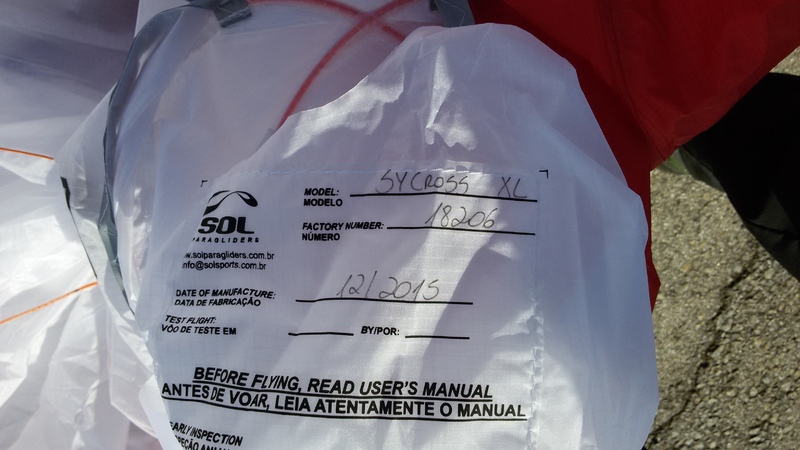 SOL
PARAGLIDERS
www.solparagliders.com.br
info@solsports.com.br
MODEL: SYCROSS XL
MODELO
FACTORY NUMBER: 18206
NÚMERO
DATE OF MANUFACTURE: 12/2015
DATA DE FABRICAÇÃO
TEST FLIGHT:
VÔO DE TESTE EM BY/POR:
BEFORE FLYING, READ USER'S MANUAL
ANTES DE VOAR, LEIA ATENTAMENTE O MANUAL
INSPECTION